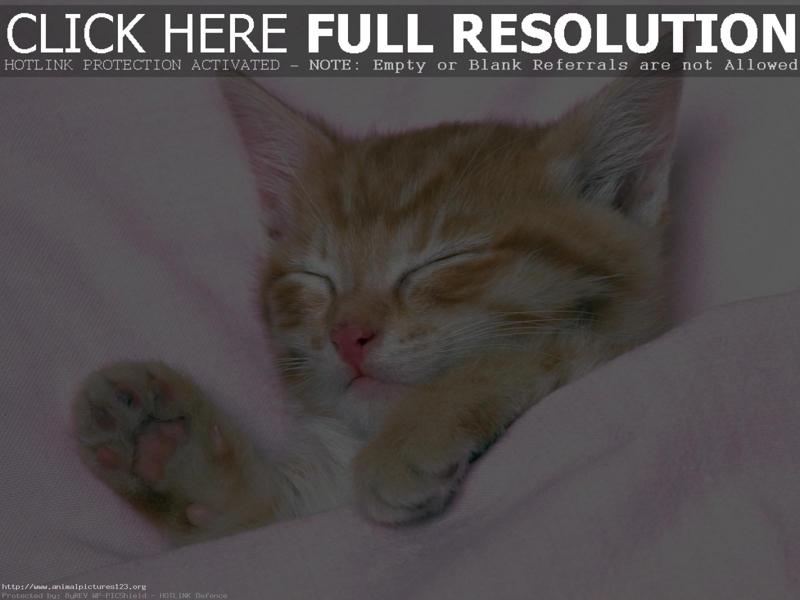 CLICK HERE FULL RESOLUTION
HOTLINK PROTECTION ACTIVATED - NOTE: Empty or Blank Referrals are not Allowed
http://www.animalpictures123.org
Protected by: ByREV WP-PICShield - HOTLINK Defence